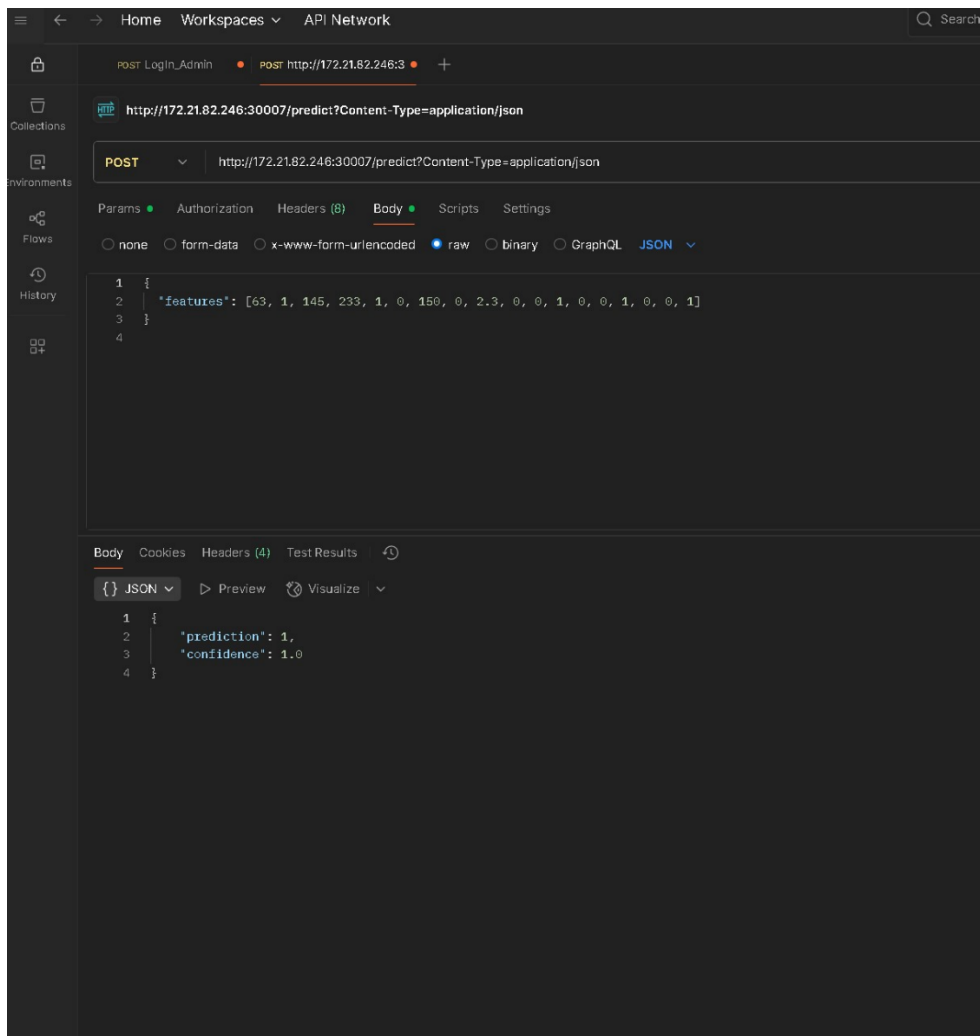 Home Workspaces API Network Search
POST LogIn_Admin POST http://172.21.82.246:3
http://172.21.82.246:30007/predict?Content-Type=application/json
Collections
POST http://172.21.82.246:30007/predict?Content-Type=application/json
Environments
Params Authorization Headers (8) Body Scripts Settings
Flows
none form-data x-www-form-urlencoded raw binary GraphQL JSON
History
1 {
2 "features": [63, 1, 145, 233, 1, 0, 150, 0, 2.3, 0, 0, 1, 0, 0, 1, 0, 0, 1]
3 }
4
Body Cookies Headers (4) Test Results
{} JSON Preview Visualize
1 {
2 "prediction": 1,
3 "confidence": 1.0
4 }